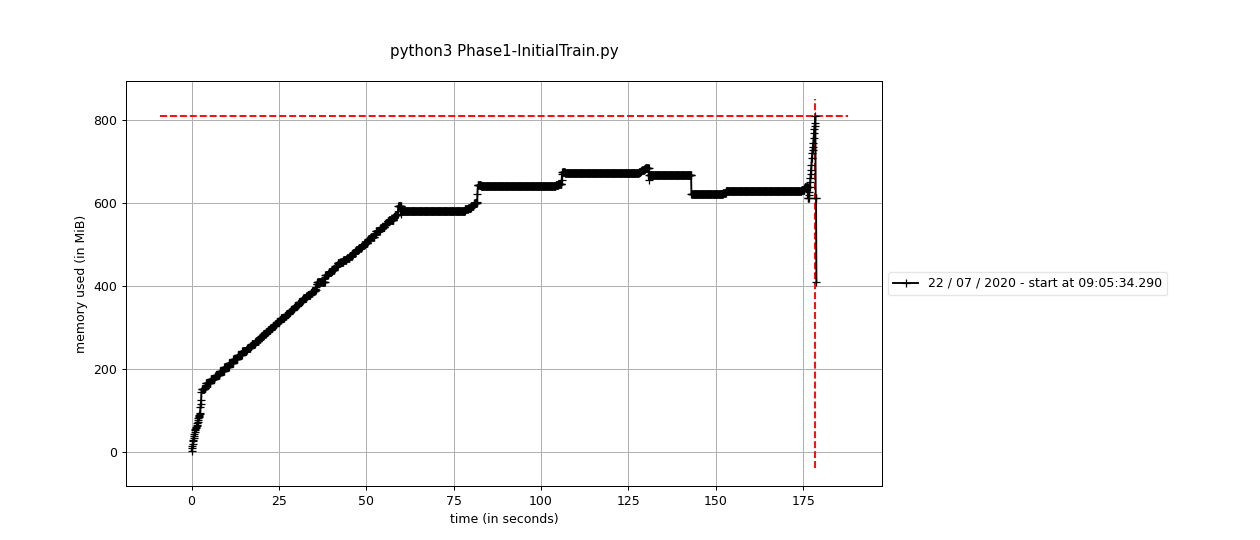 python3 Phase1-InitialTrain.py
800
600
400
200
0
memory used (in MiB)
0 25 50 75 100 125 150 175
time (in seconds)
22 / 07 / 2020 - start at 09:05:34.290